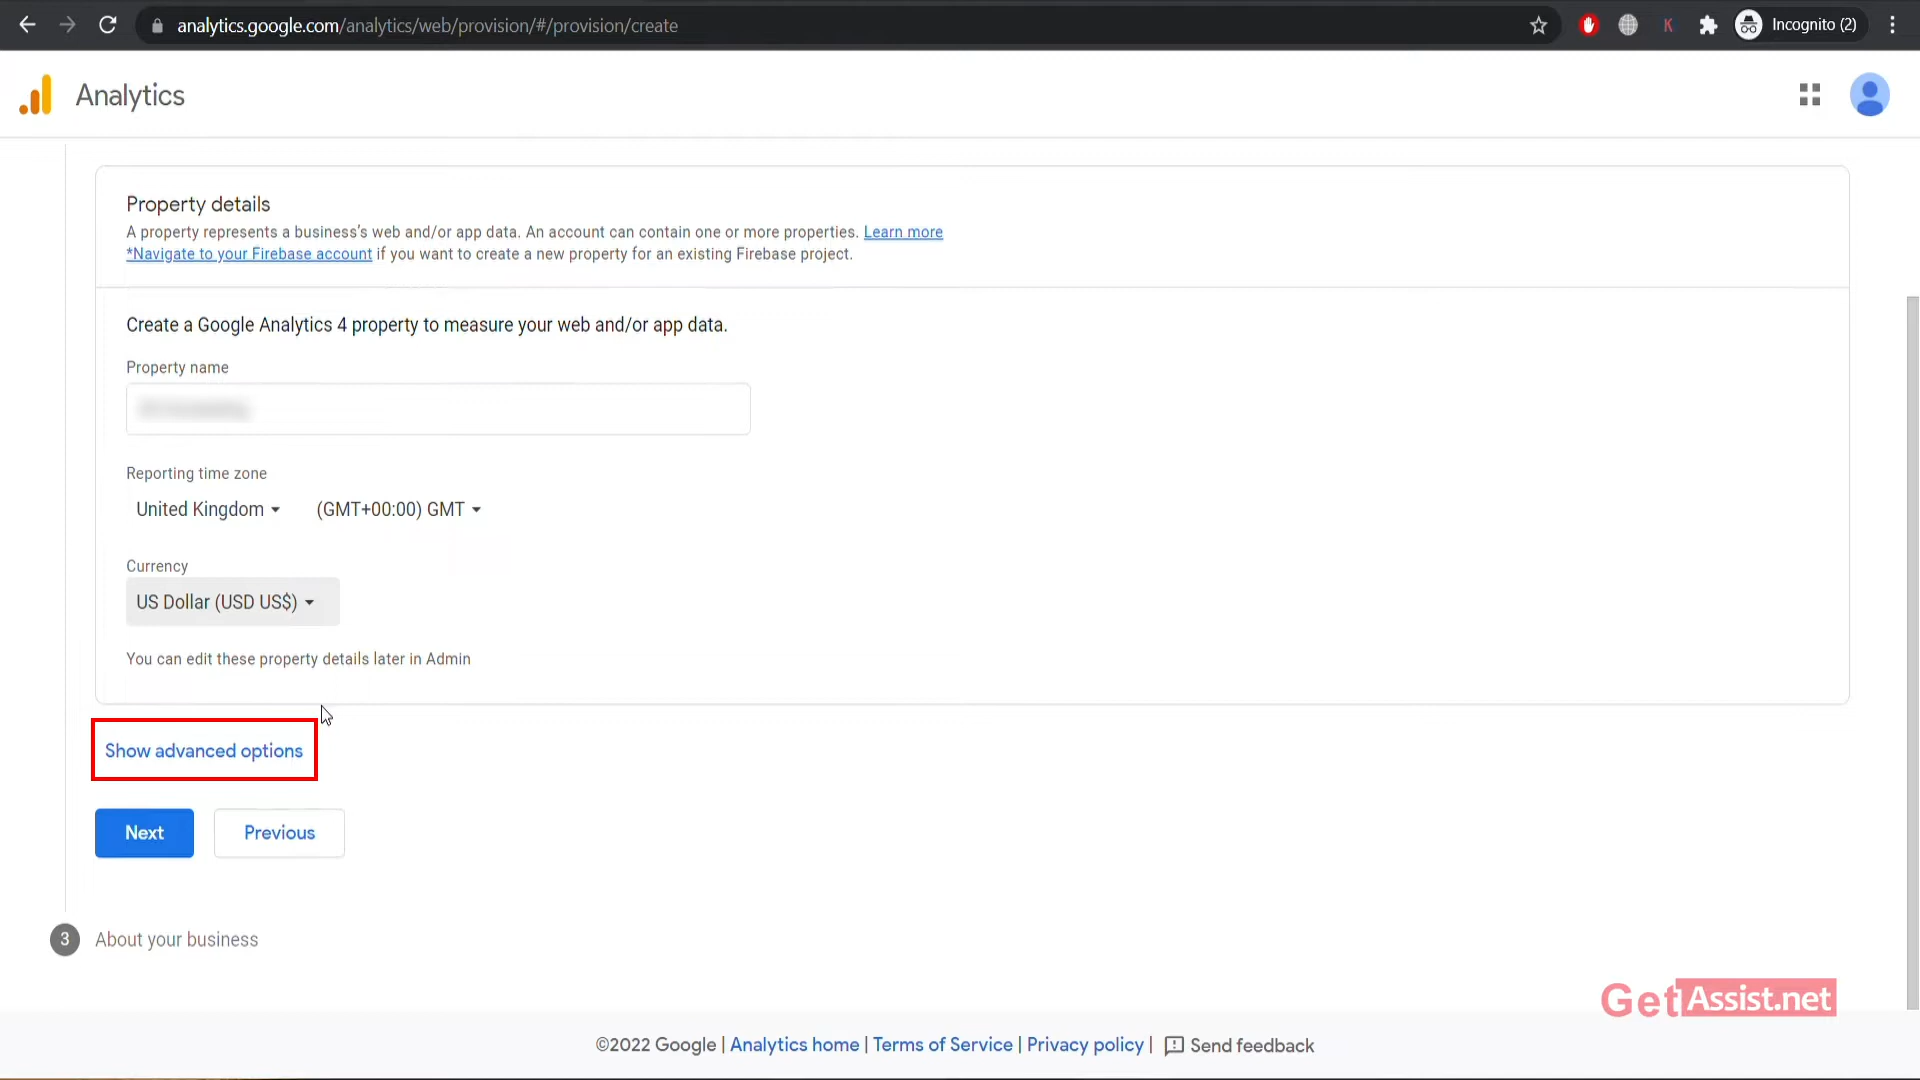 analytics.google.com/analytics/web/provision/#/provision/create
K
Incognito (2)
Analytics
Property details
A property represents a business's web and/or app data. An account can contain one or more properties. Learn more
*Navigate to your Firebase account if you want to create a new property for an existing Firebase project.
Create a Google Analytics 4 property to measure your web and/or app data.
Property name
Reporting time zone
United Kingdom
(GMT+00:00) GMT
Currency
US Dollar (USD US$)
You can edit these property details later in Admin
Show advanced options
Next
Previous
3 About your business
GetAssist.net
©2022 Google | Analytics home | Terms of Service | Privacy policy | Send feedback